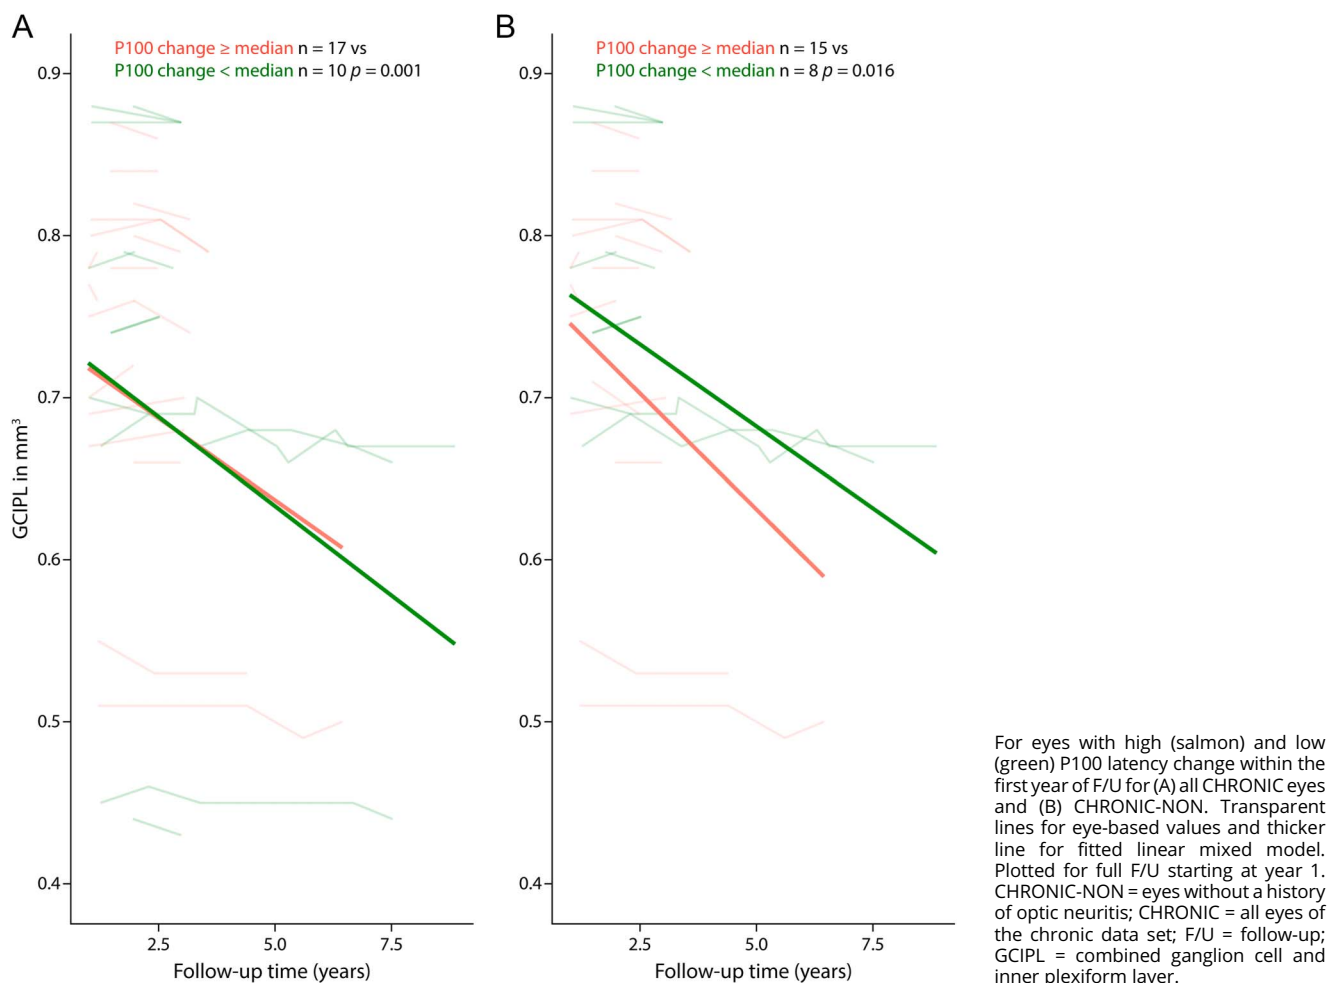 A
P100 change ≥ median n = 17 vs
P100 change < median n = 10 p = 0.001
0.9
0.8
0.7
0.6
0.5
0.4
GCIPL in mm³
2.5 5.0 7.5
Follow-up time (years)
B
P100 change ≥ median n = 15 vs
P100 change < median n = 8 p = 0.016
0.9
0.8
0.7
0.6
0.5
0.4
2.5 5.0 7.5
Follow-up time (years)
For eyes with high (salmon) and low
(green) P100 latency change within the
first year of F/U for (A) all CHRONIC eyes
and (B) CHRONIC-NON. Transparent
lines for eye-based values and thicker
line for fitted linear mixed model.
Plotted for full F/U starting at year 1.
CHRONIC-NON = eyes without a history
of optic neuritis; CHRONIC = all eyes of
the chronic data set; F/U = follow-up;
GCIPL = combined ganglion cell and
inner plexiform layer.